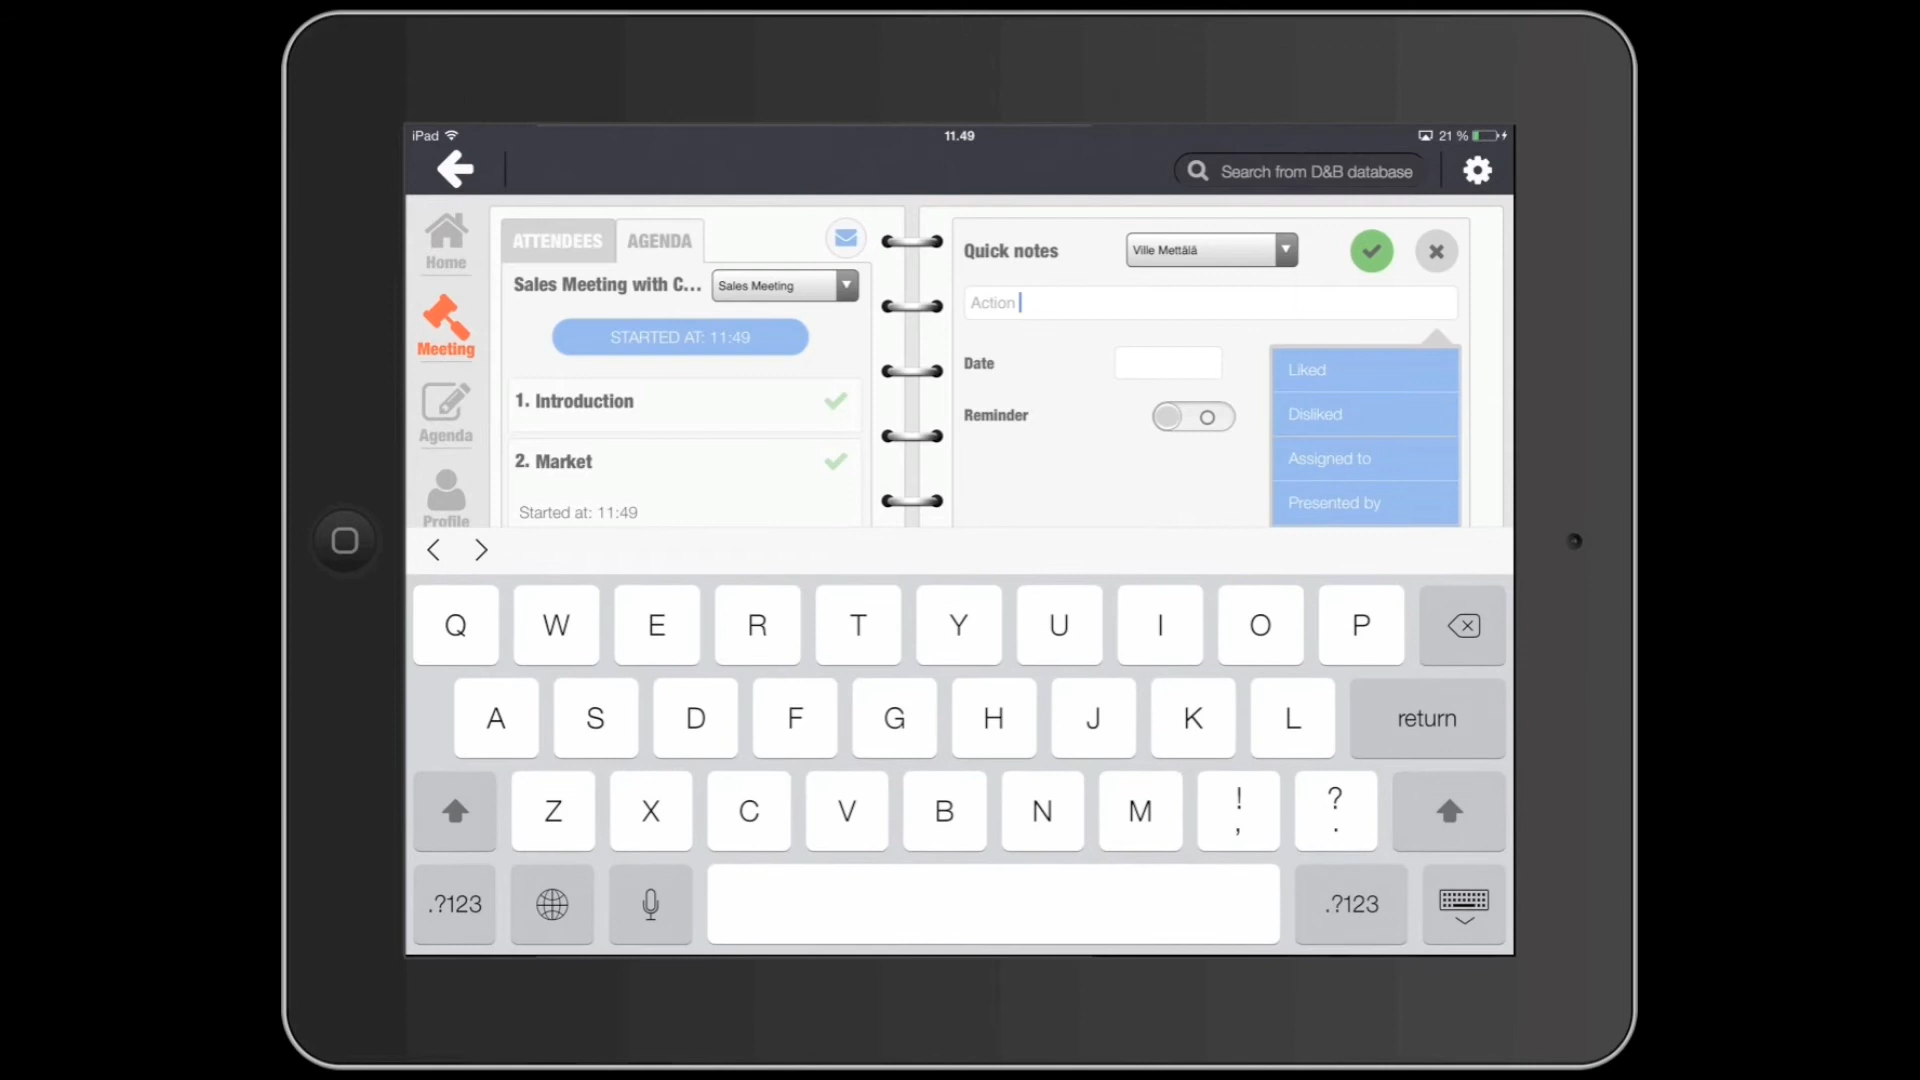 iPad
11.49
21 %
Search from D&B database
Home
Meeting
Agenda
Profile
ATTENDEES
AGENDA
Sales Meeting with C...
Sales Meeting
STARTED AT: 11:49
1. Introduction
2. Market
Started at: 11:49
Quick notes
Ville Mettälä
Action
Date
Reminder
Liked
Disliked
Assigned to
Presented by
Q W E R T Y U I O P
A S D F G H J K L return
Z X C V B N M ! , ? .
.?123 .?123